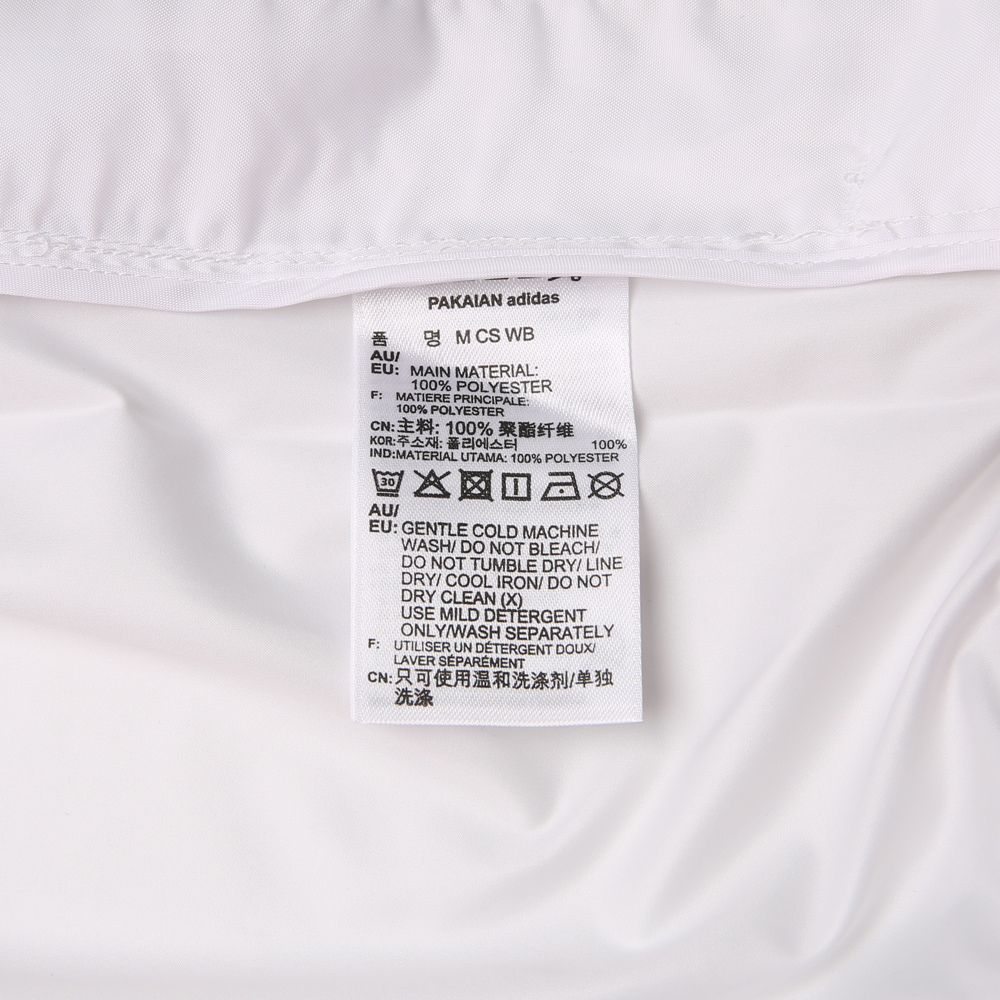 PAKAIAN adidas
품 명 M CS WB
AU/
EU: MAIN MATERIAL:
100% POLYESTER
F: MATIERE PRINCIPALE:
100% POLYESTER
CN:主料: 100% 聚酯纤维
KOR:주소재: 폴리에스터 100%
IND:MATERIAL UTAMA: 100% POLYESTER
30
AU/
EU: GENTLE COLD MACHINE
WASH/ DO NOT BLEACH/
DO NOT TUMBLE DRY/ LINE
DRY/ COOL IRON/ DO NOT
DRY CLEAN (X)
USE MILD DETERGENT
ONLY/WASH SEPARATELY
F: UTILISER UN DÉTERGENT DOUX/
LAVER SÉPARÉMENT
CN:只可使用温和洗涤剂/单独
洗涤